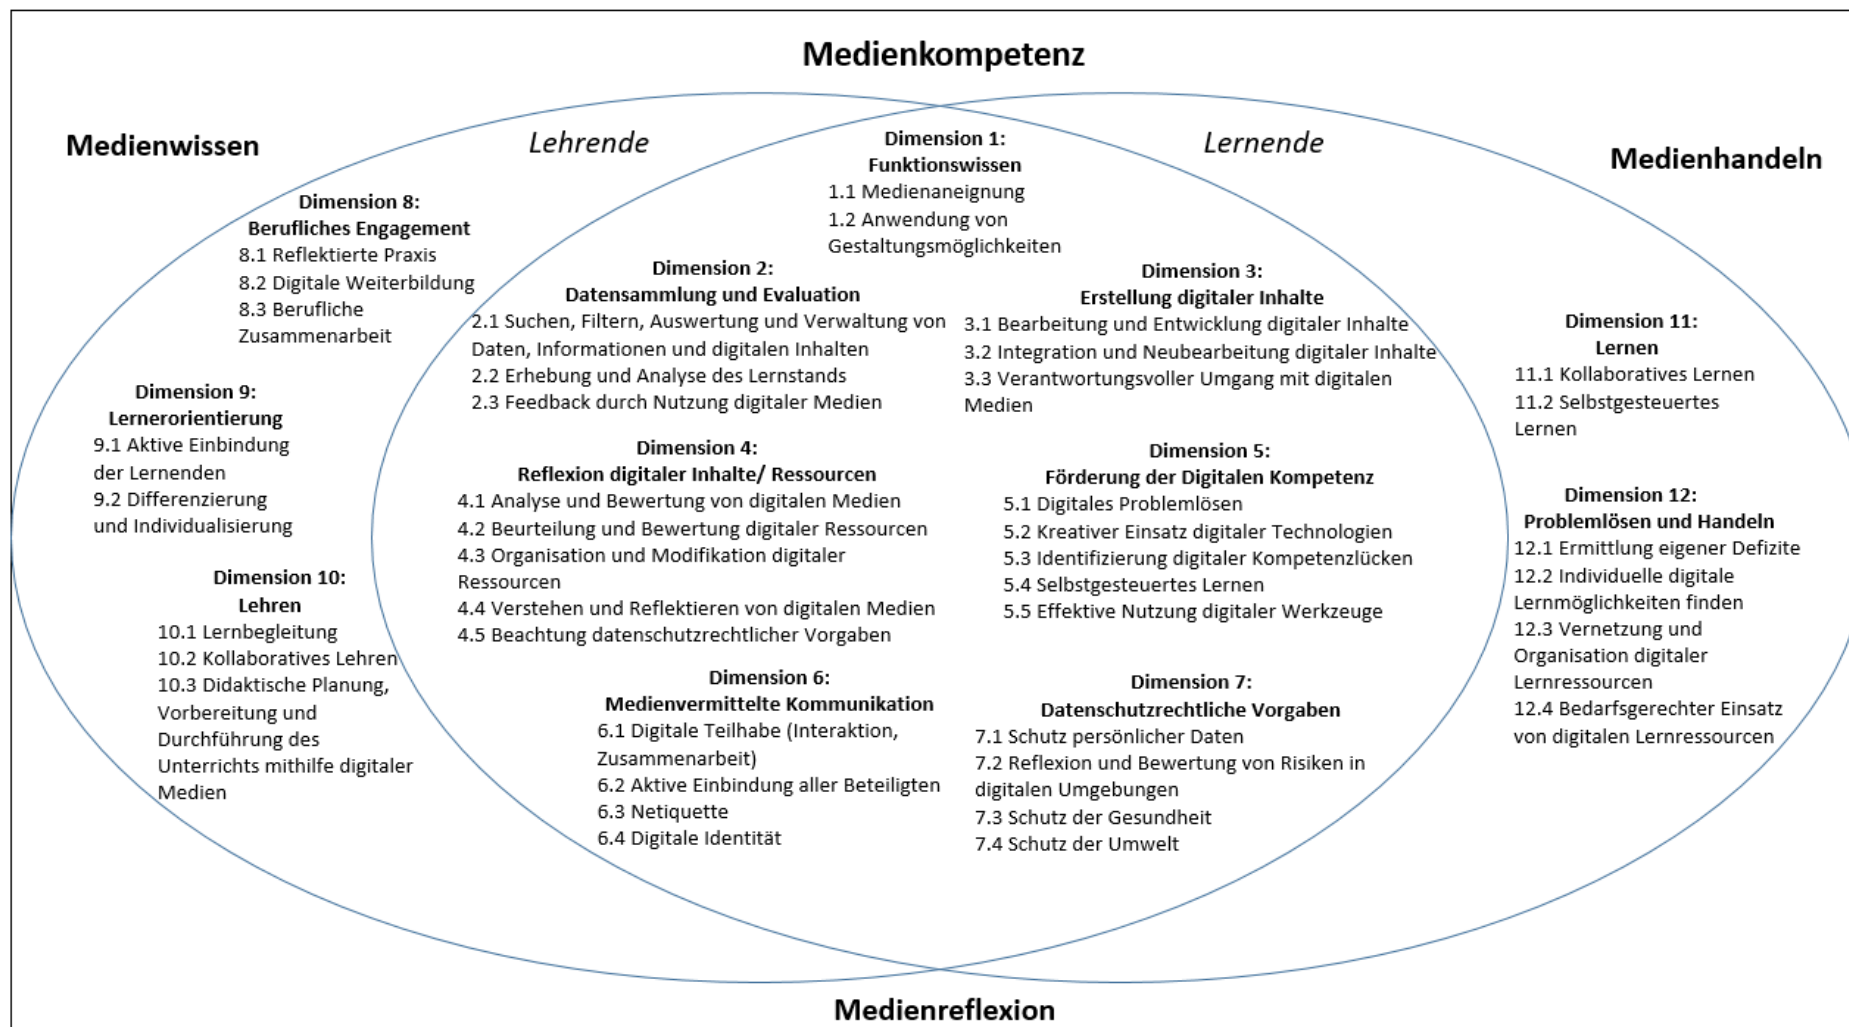 Medienkompetenz
Medienwissen
Lehrende
Lernende
Medienhandeln
Dimension 1:
Funktionswissen
1.1 Medienaneignung
1.2 Anwendung von
Gestaltungsmöglichkeiten
Dimension 8:
Berufliches Engagement
8.1 Reflektierte Praxis
8.2 Digitale Weiterbildung
8.3 Berufliche
Zusammenarbeit
Dimension 2:
Datensammlung und Evaluation
2.1 Suchen, Filtern, Auswertung und Verwaltung von
Daten, Informationen und digitalen Inhalten
2.2 Erhebung und Analyse des Lernstands
2.3 Feedback durch Nutzung digitaler Medien
Dimension 3:
Erstellung digitaler Inhalte
3.1 Bearbeitung und Entwicklung digitaler Inhalte
3.2 Integration und Neubearbeitung digitaler Inhalte
3.3 Verantwortungsvoller Umgang mit digitalen
Medien
Dimension 11:
Lernen
11.1 Kollaboratives Lernen
11.2 Selbstgesteuertes
Lernen
Dimension 9:
Lernerorientierung
9.1 Aktive Einbindung
der Lernenden
9.2 Differenzierung
und Individualisierung
Dimension 4:
Reflexion digitaler Inhalte/ Ressourcen
4.1 Analyse und Bewertung von digitalen Medien
4.2 Beurteilung und Bewertung digitaler Ressourcen
4.3 Organisation und Modifikation digitaler
Ressourcen
4.4 Verstehen und Reflektieren von digitalen Medien
4.5 Beachtung datenschutzrechtlicher Vorgaben
Dimension 5:
Förderung der Digitalen Kompetenz
5.1 Digitales Problemlösen
5.2 Kreativer Einsatz digitaler Technologien
5.3 Identifizierung digitaler Kompetenzlücken
5.4 Selbstgesteuertes Lernen
5.5 Effektive Nutzung digitaler Werkzeuge
Dimension 12:
Problemlösen und Handeln
12.1 Ermittlung eigener Defizite
12.2 Individuelle digitale
Lernmöglichkeiten finden
12.3 Vernetzung und
Organisation digitaler
Lernressourcen
12.4 Bedarfsgerechter Einsatz
von digitalen Lernressourcen
Dimension 10:
Lehren
10.1 Lernbegleitung
10.2 Kollaboratives Lehren
10.3 Didaktische Planung,
Vorbereitung und
Durchführung des
Unterrichts mithilfe digitaler
Medien
Dimension 6:
Medienvermittelte Kommunikation
6.1 Digitale Teilhabe (Interaktion,
Zusammenarbeit)
6.2 Aktive Einbindung aller Beteiligten
6.3 Netiquette
6.4 Digitale Identität
Dimension 7:
Datenschutzrechtliche Vorgaben
7.1 Schutz persönlicher Daten
7.2 Reflexion und Bewertung von Risiken in
digitalen Umgebungen
7.3 Schutz der Gesundheit
7.4 Schutz der Umwelt
Medienreflexion